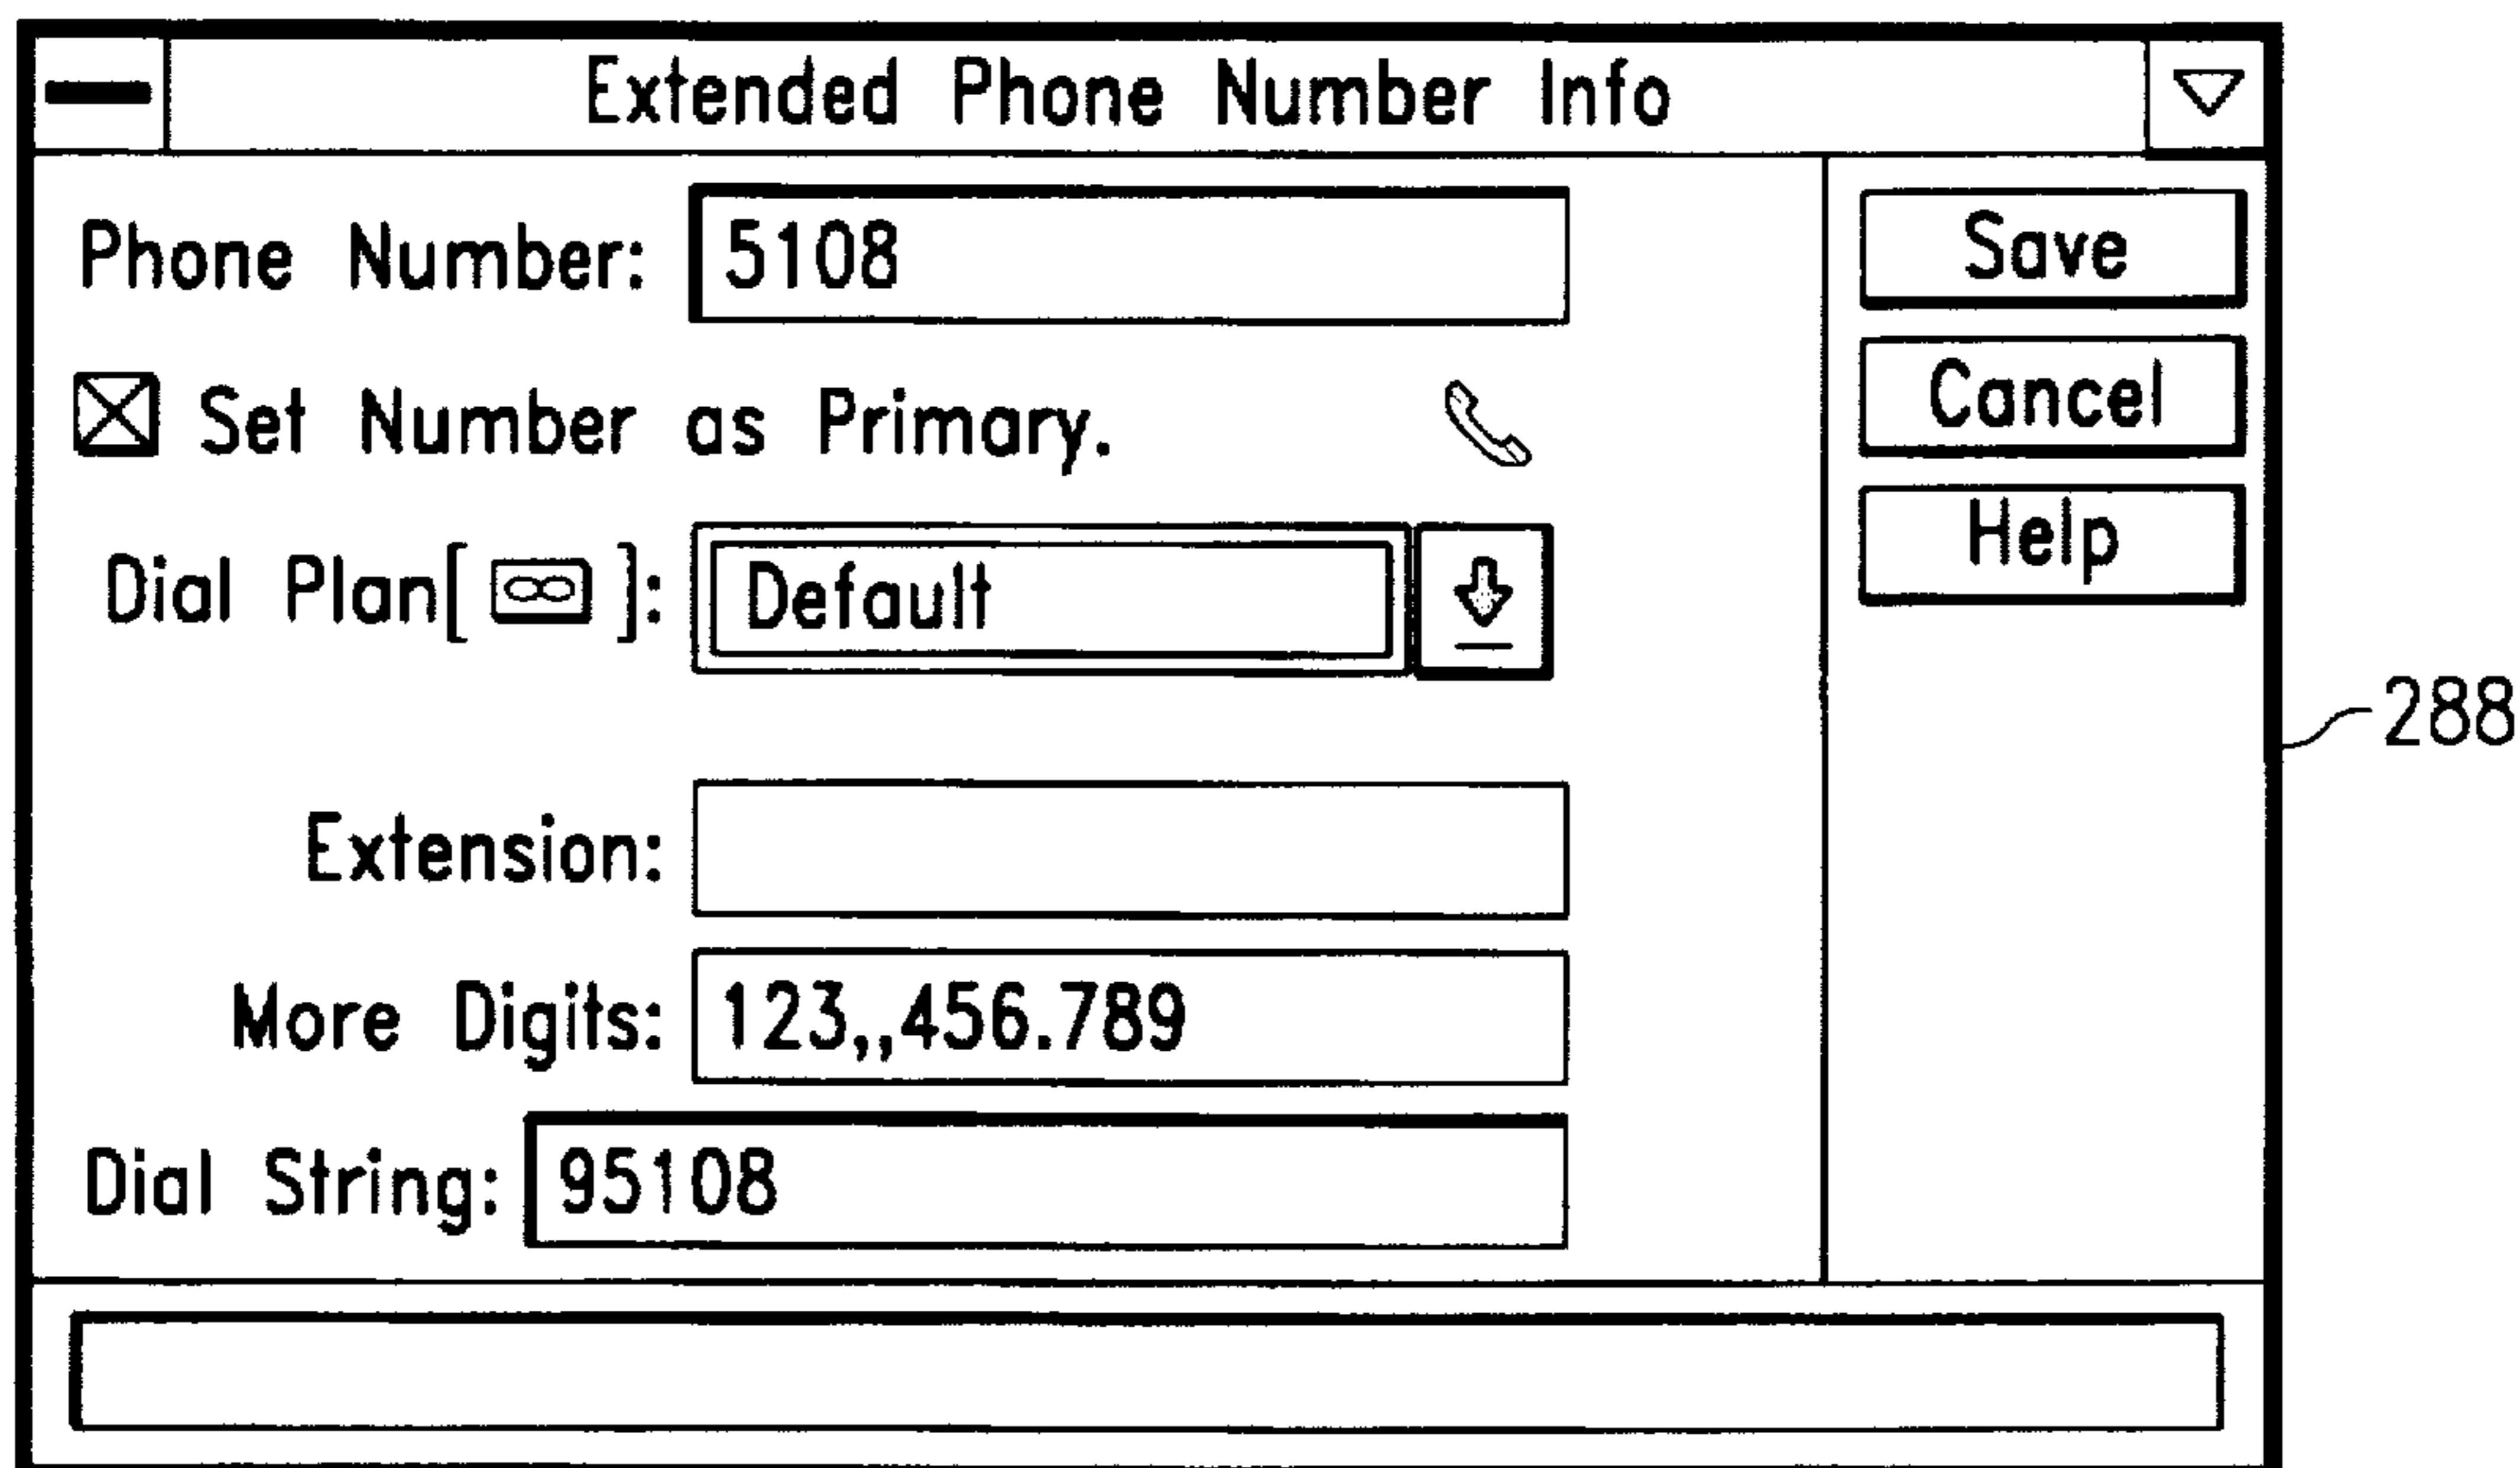 Extended Phone Number Info
Phone Number: 5108
Save
Set Number as Primary.
Cancel
Dial Plan[ ]: Default
Help
288
Extension:
More Digits: 123,,456.789
Dial String: 95108